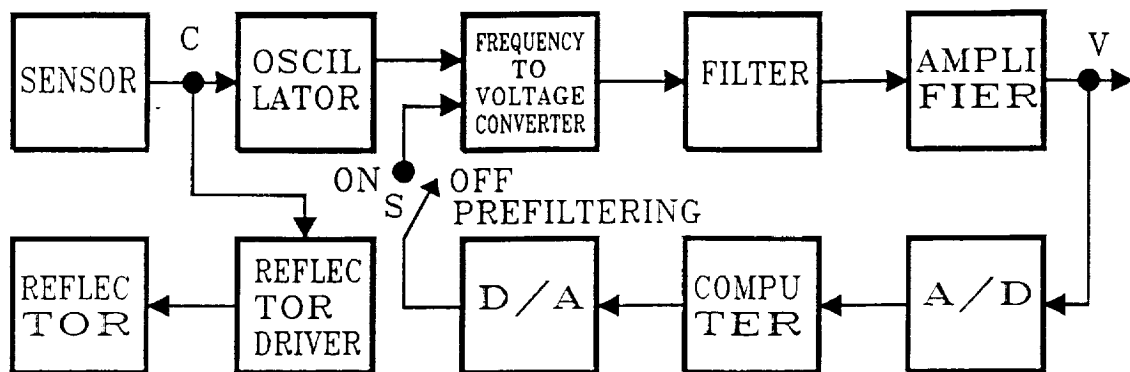 C
V
SENSOR
OSCIL
LATOR
FREQUENCY
TO
VOLTAGE
CONVERTER
FILTER
AMPLI
FIER
ON
S
OFF
PREFILTERING
REFLEC
TOR
REFLEC
TOR
DRIVER
D/A
COMPU
TER
A/D